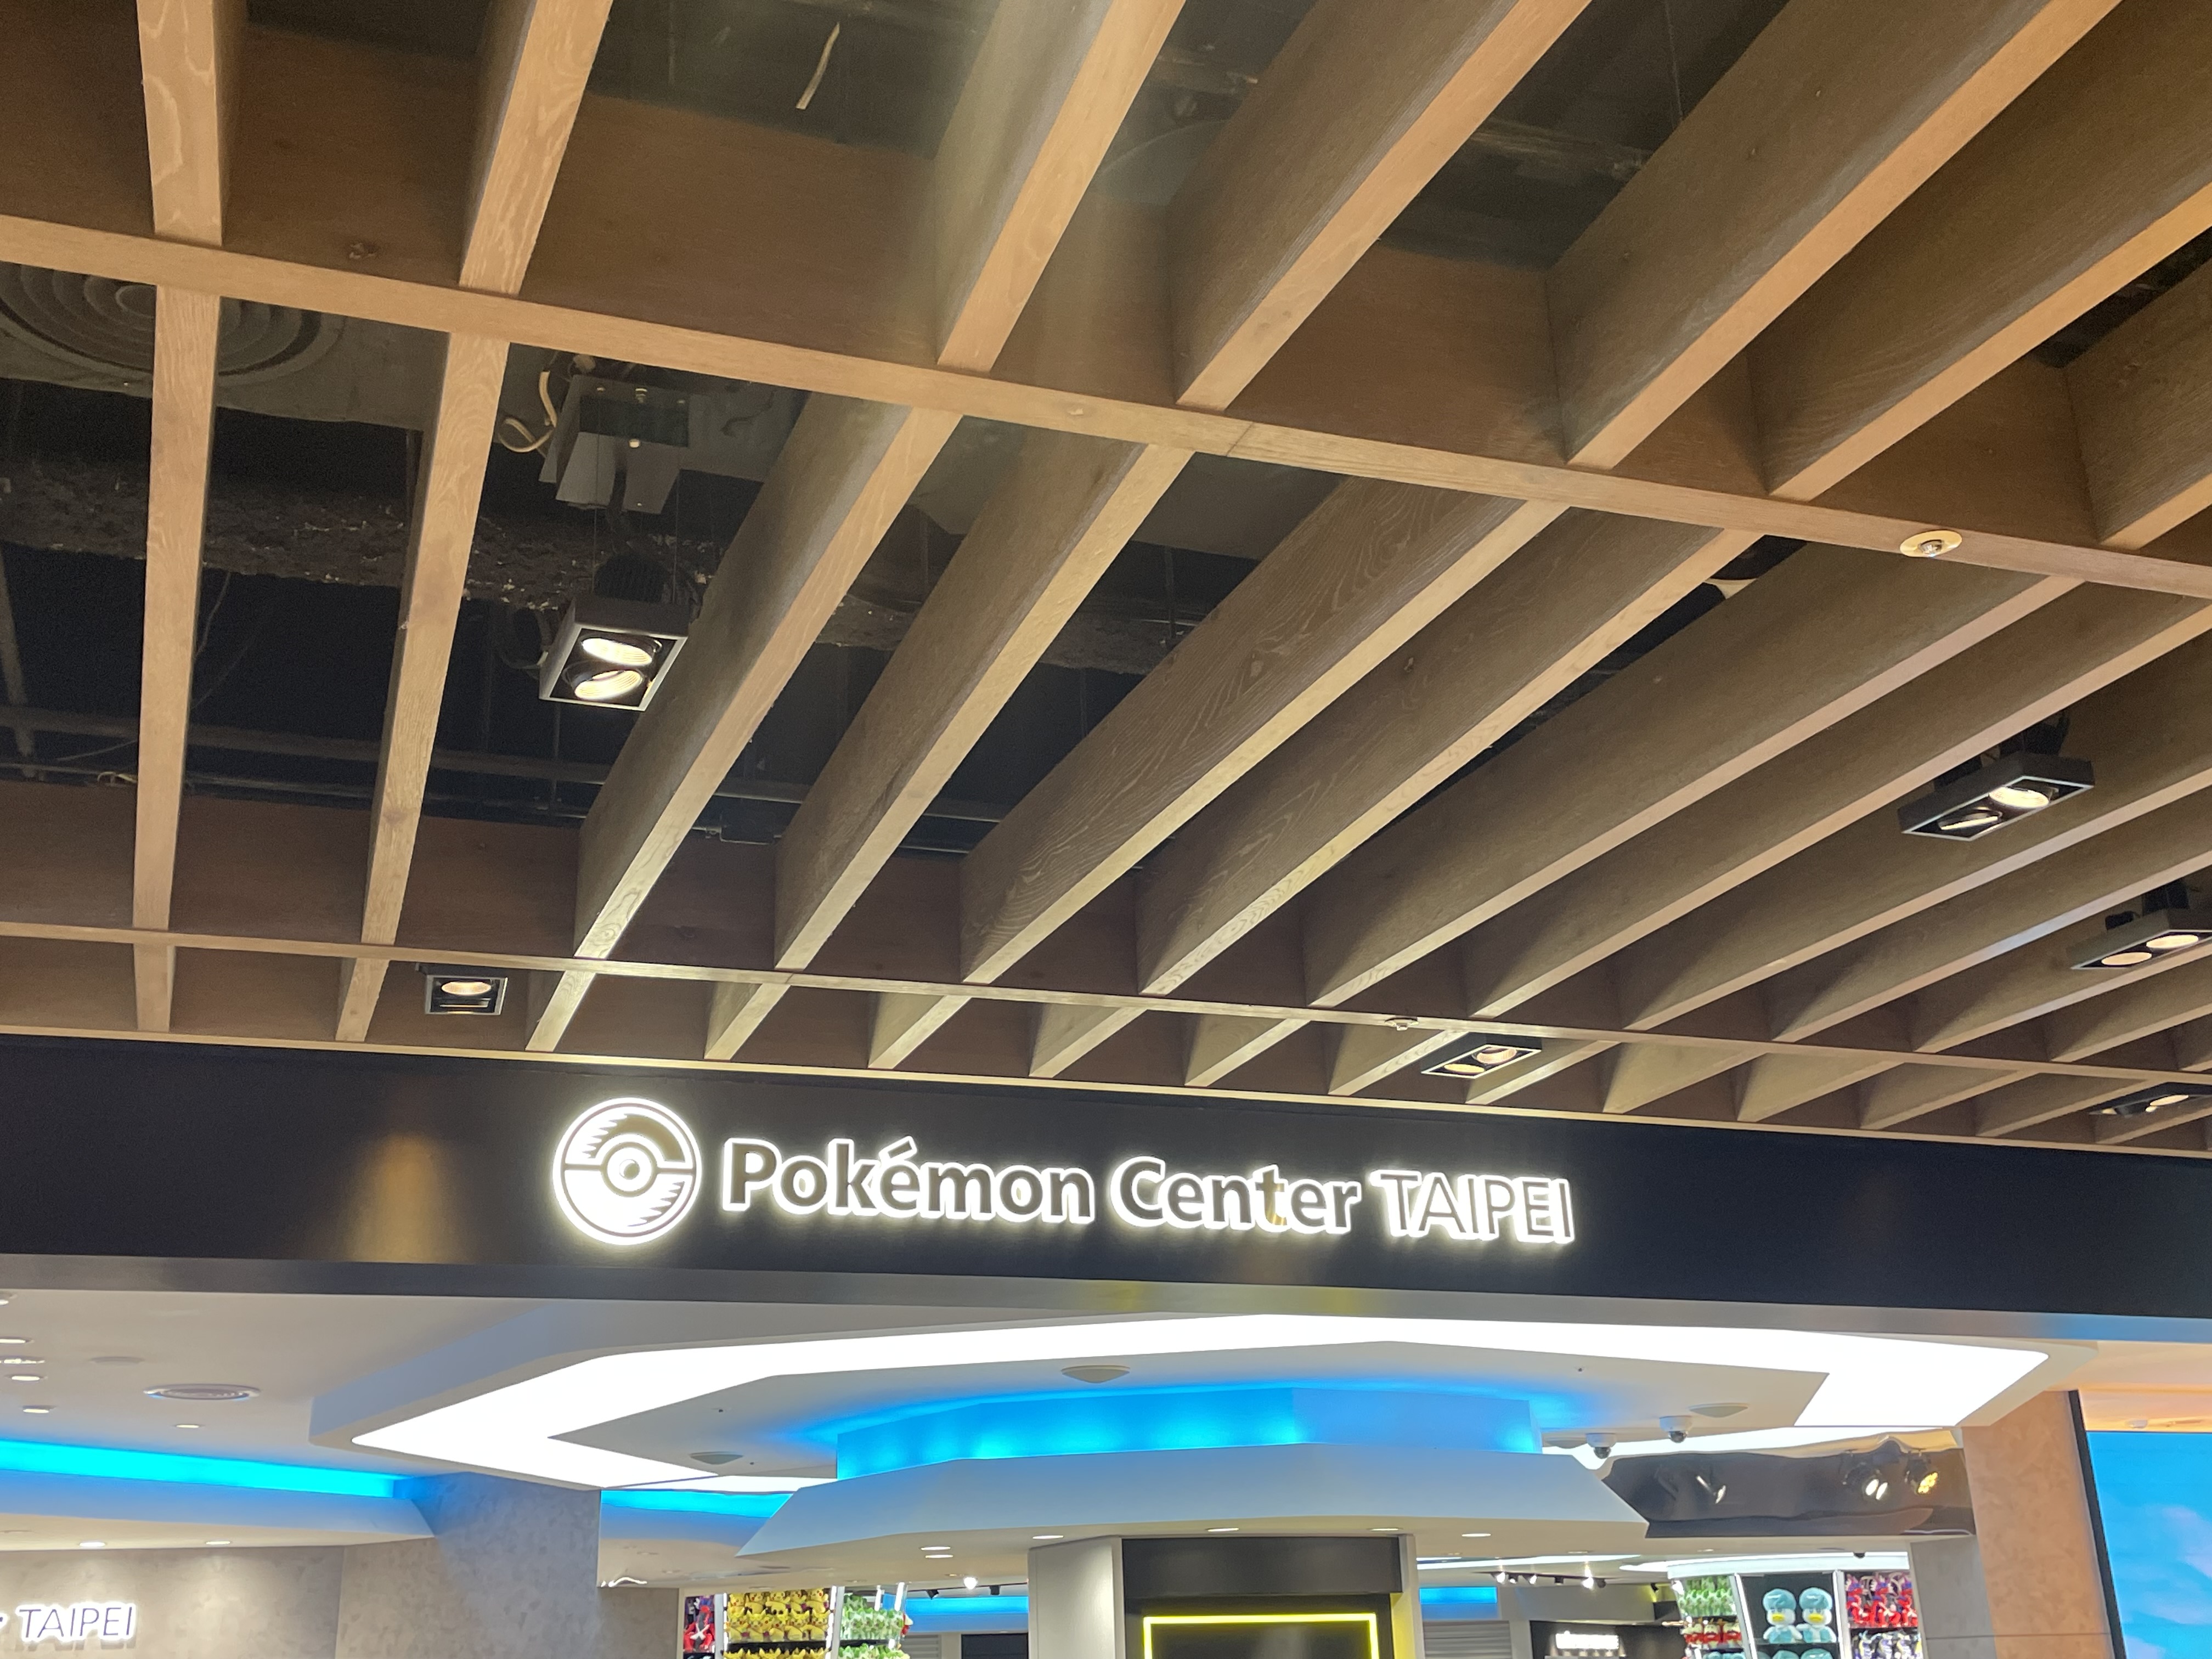 Pokémon Center TAIPEI
r TAIPEI